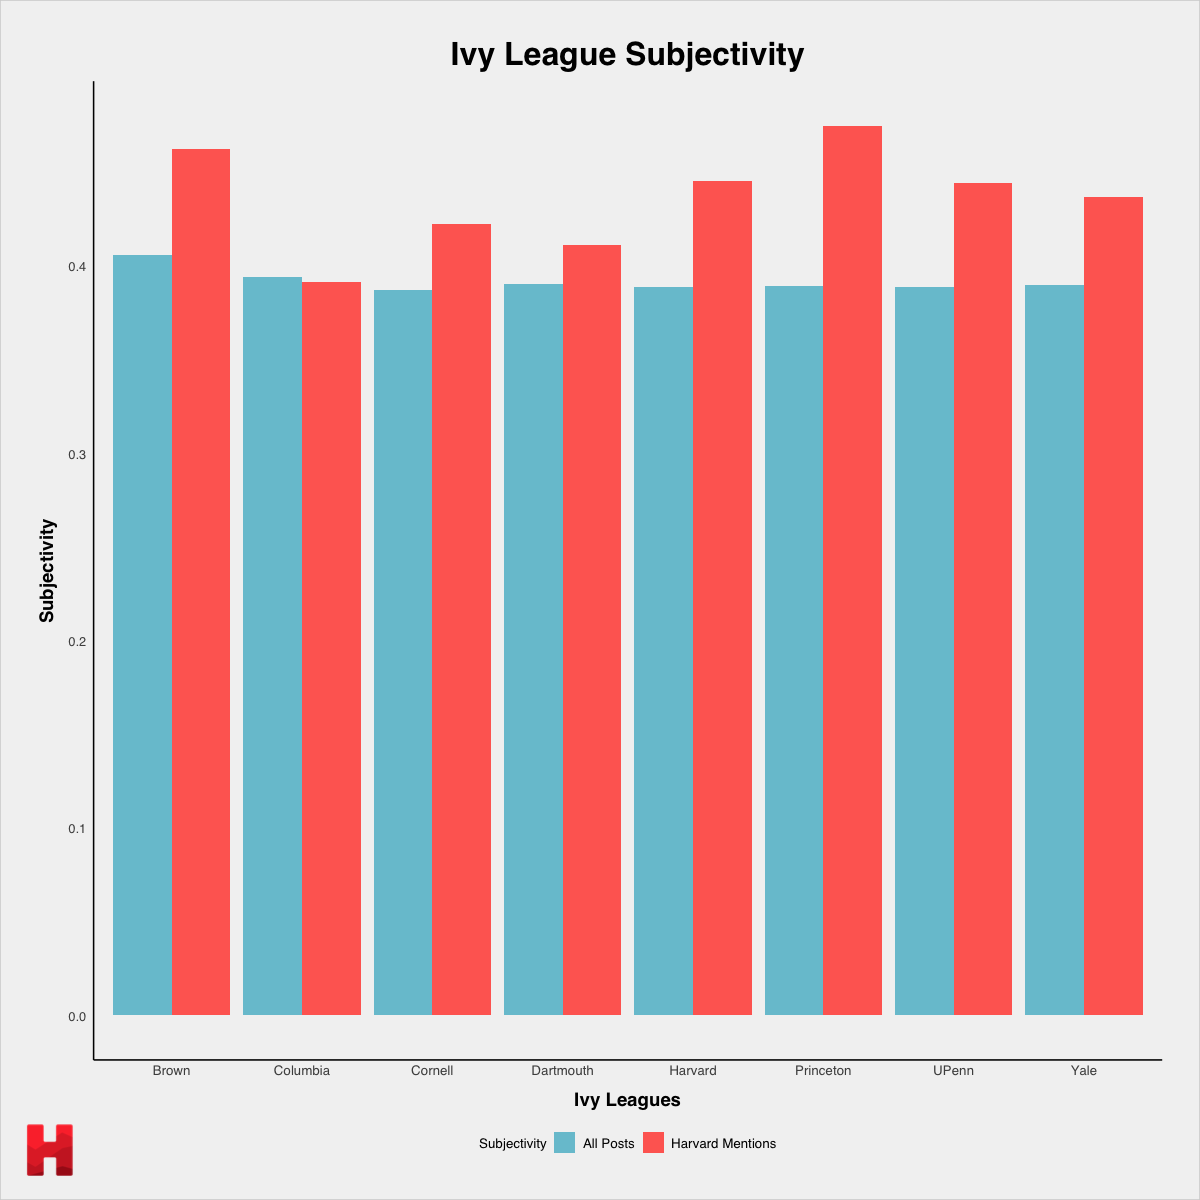 Ivy League Subjectivity
Subjectivity
0.4
0.3
0.2
0.1
0.0
Brown Columbia Cornell Dartmouth Harvard Princeton UPenn Yale
Ivy Leagues
Subjectivity All Posts Harvard Mentions
H